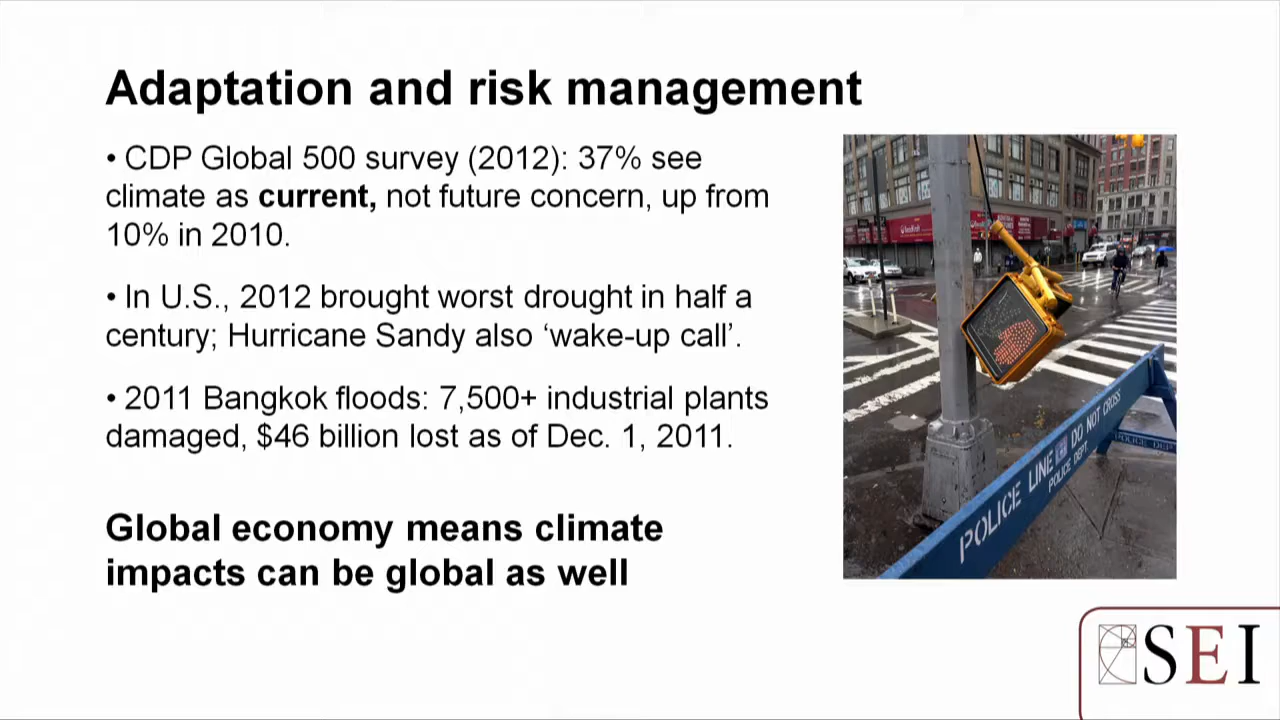 Adaptation and risk management
• CDP Global 500 survey (2012): 37% see
climate as current, not future concern, up from
10% in 2010.
• In U.S., 2012 brought worst drought in half a
century; Hurricane Sandy also ‘wake-up call’.
• 2011 Bangkok floods: 7,500+ industrial plants
damaged, $46 billion lost as of Dec. 1, 2011.
Global economy means climate
impacts can be global as well
POLICE LINE DO NOT CROSS
POLICE DEPT.
POLICE DEP
SEI